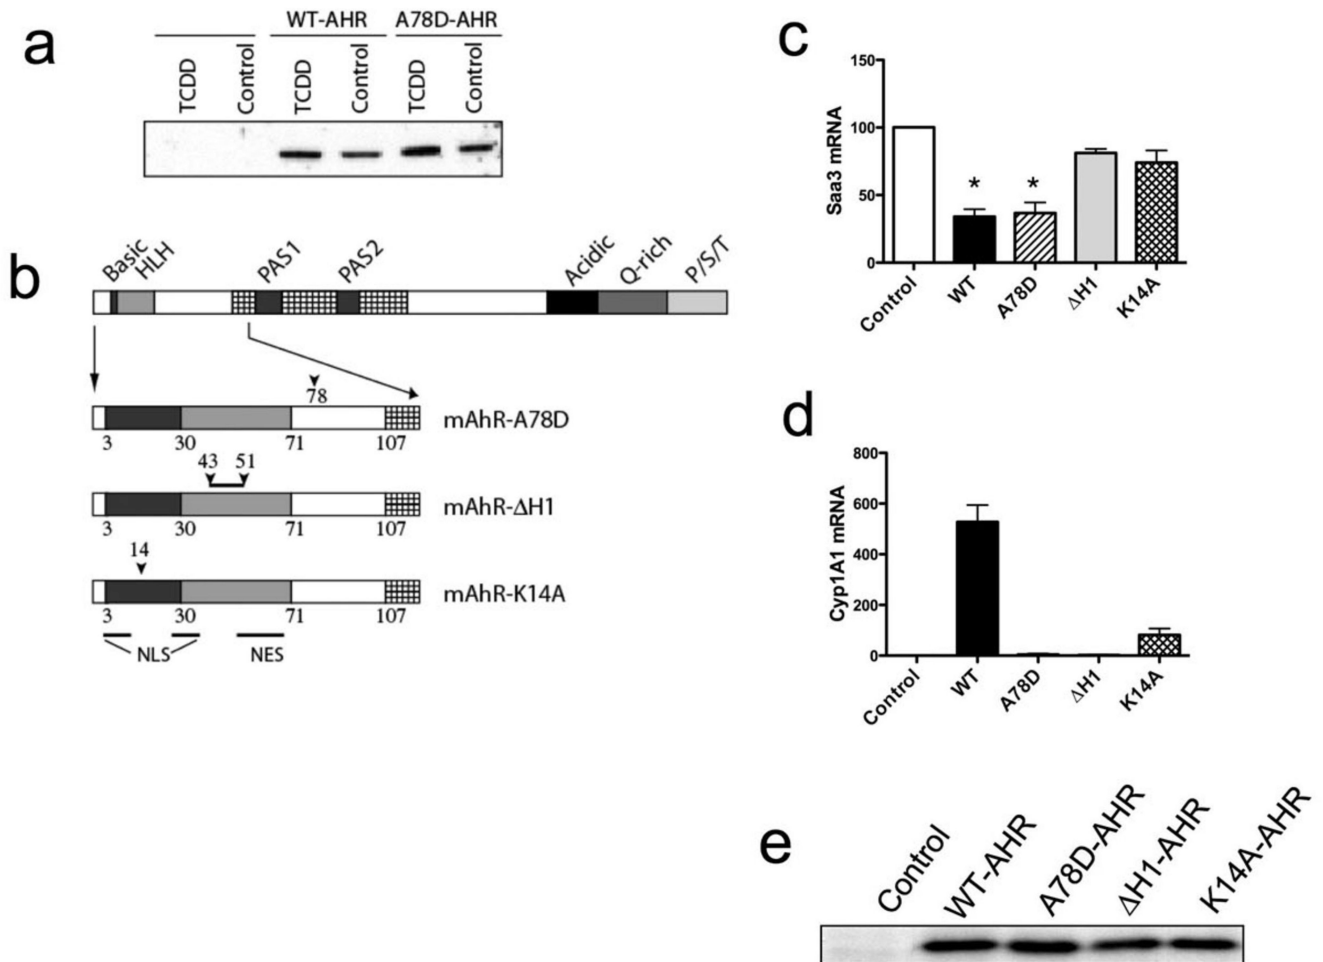 a
WT-AHR A78D-AHR
TCDD Control TCDD Control TCDD Control
b
Basic HLH PAS1 PAS2 Acidic Q-rich P/S/T
78
mAhR-A78D
3 30 71 107
43 51
mAhR-ΔH1
3 30 71 107
14
mAhR-K14A
3 30 71 107
NLS NES
c
Saa3 mRNA
150
100
50
0
* *
Control WT A78D ΔH1 K14A
d
Cyp1A1 mRNA
800
600
400
200
0
Control WT A78D ΔH1 K14A
e
Control WT-AHR A78D-AHR ΔH1-AHR K14A-AHR